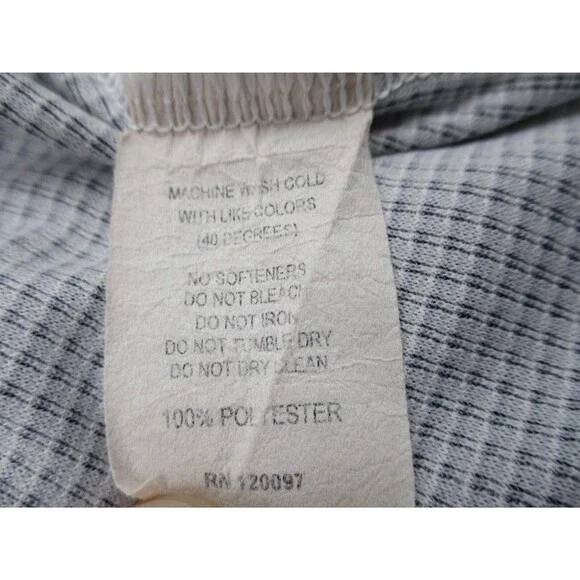 MACHINE WASH COLD
WITH LIKE COLORS
(40 DEGREES)
NO SOFTENERS
DO NOT BLEACH
DO NOT IRON
DO NOT TUMBLE DRY
DO NOT DRY CLEAN
100% POLYESTER
RN 120097